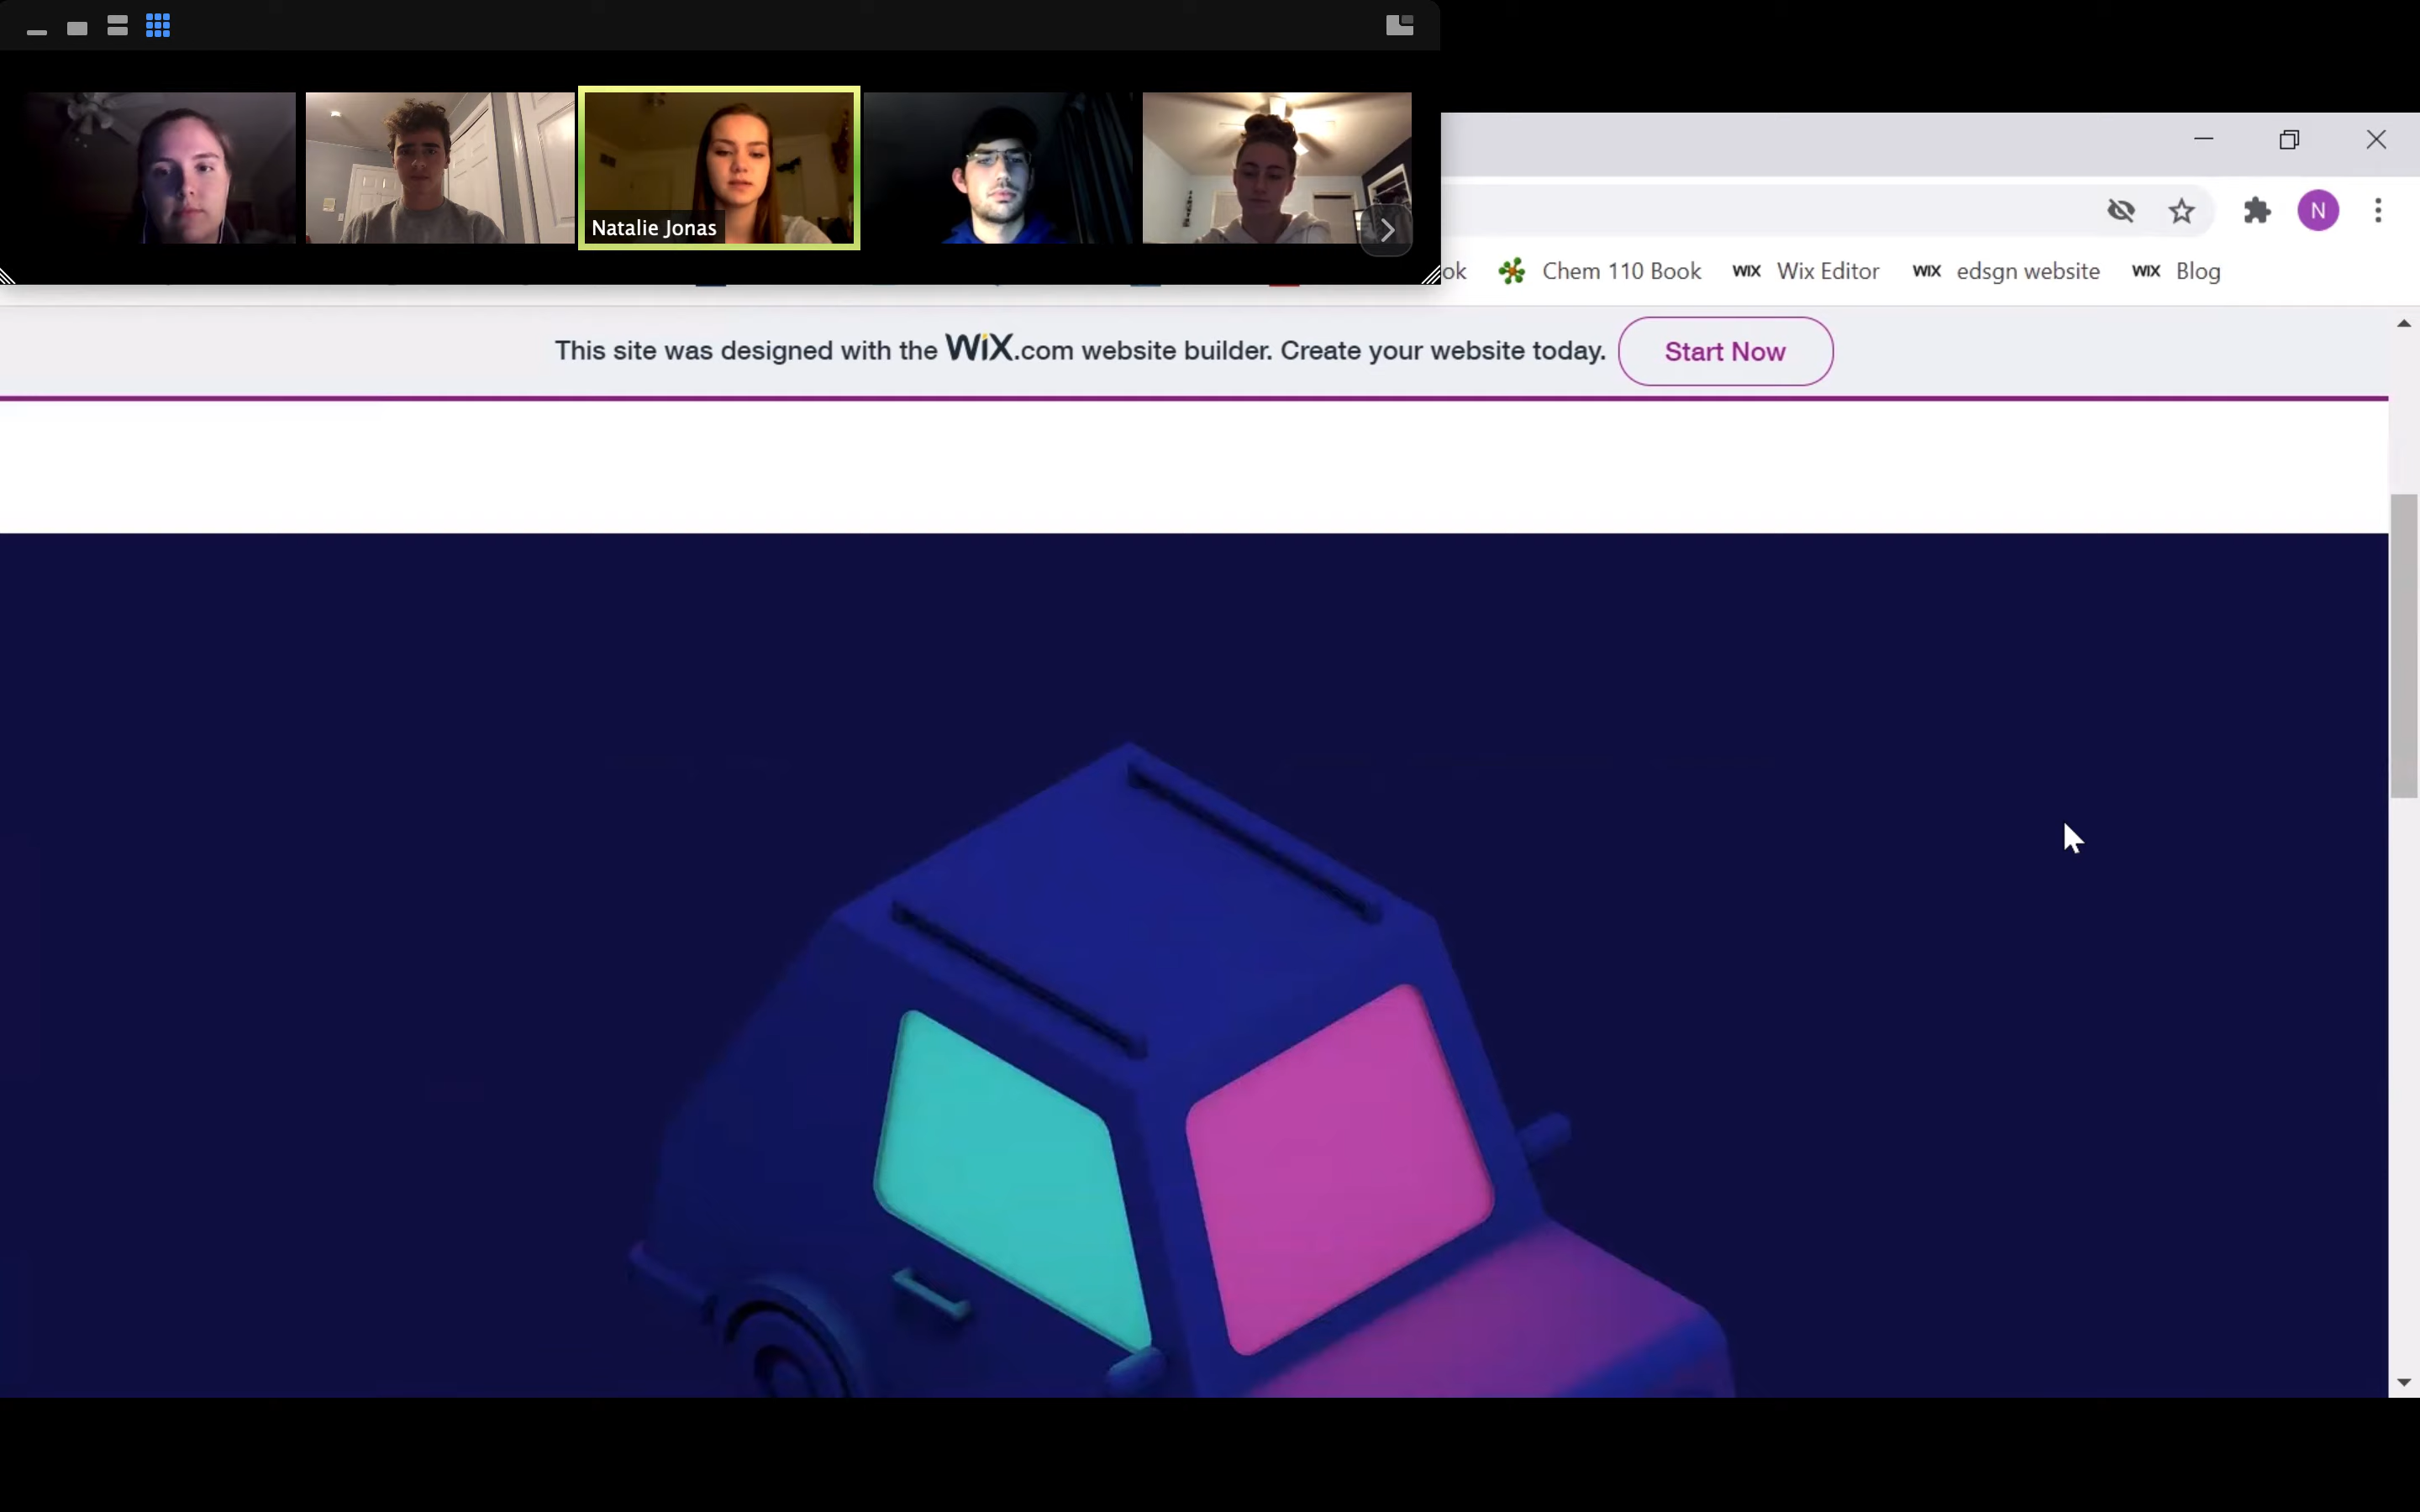 Natalie Jonas
N
ok Chem 110 Book WiX Wix Editor WiX edsgn website WiX Blog
This site was designed with the WiX.com website builder. Create your website today. Start Now